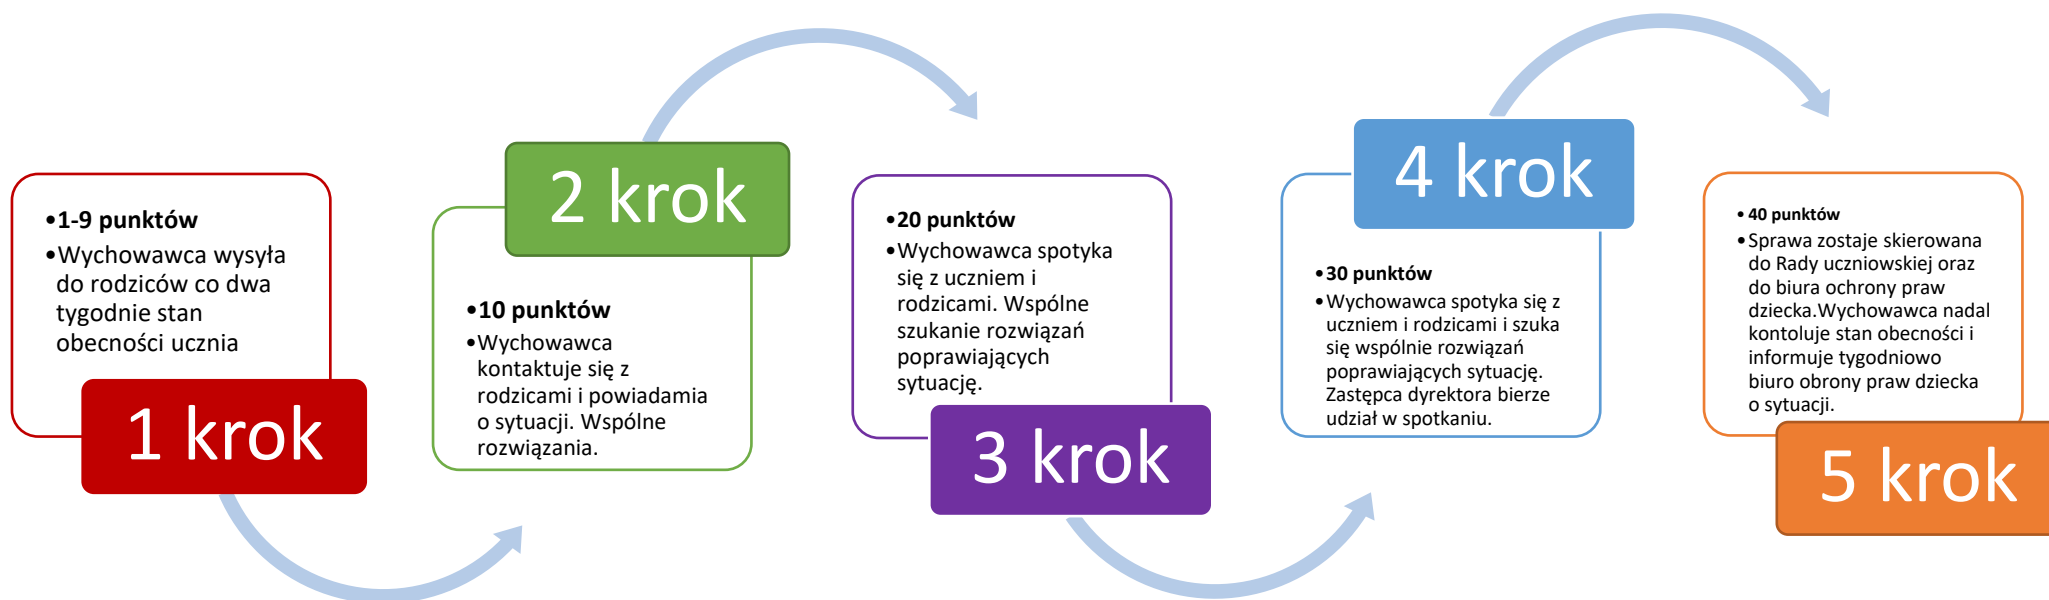 •1-9 punktów
•Wychowawca wysyła
do rodziców co dwa
tygodnie stan
obecności ucznia
1 krok
2 krok
•10 punktów
•Wychowawca
kontaktuje się z
rodzicami i powiadamia
o sytuacji. Wspólne
rozwiązania.
•20 punktów
•Wychowawca spotyka
się z uczniem i
rodzicami. Wspólne
szukanie rozwiązań
poprawiających
sytuację.
3 krok
4 krok
•30 punktów
•Wychowawca spotyka się z
uczniem i rodzicami i szuka
się wspólnie rozwiązań
poprawiających sytuację.
Zastępca dyrektora bierze
udział w spotkaniu.
• 40 punktów
•Sprawa zostaje skierowana
do Rady uczniowskiej oraz
do biura ochrony praw
dziecka.Wychowawca nadal
kontoluje stan obecności i
informuje tygodniowo
biuro obrony praw dziecka
o sytuacji.
5 krok